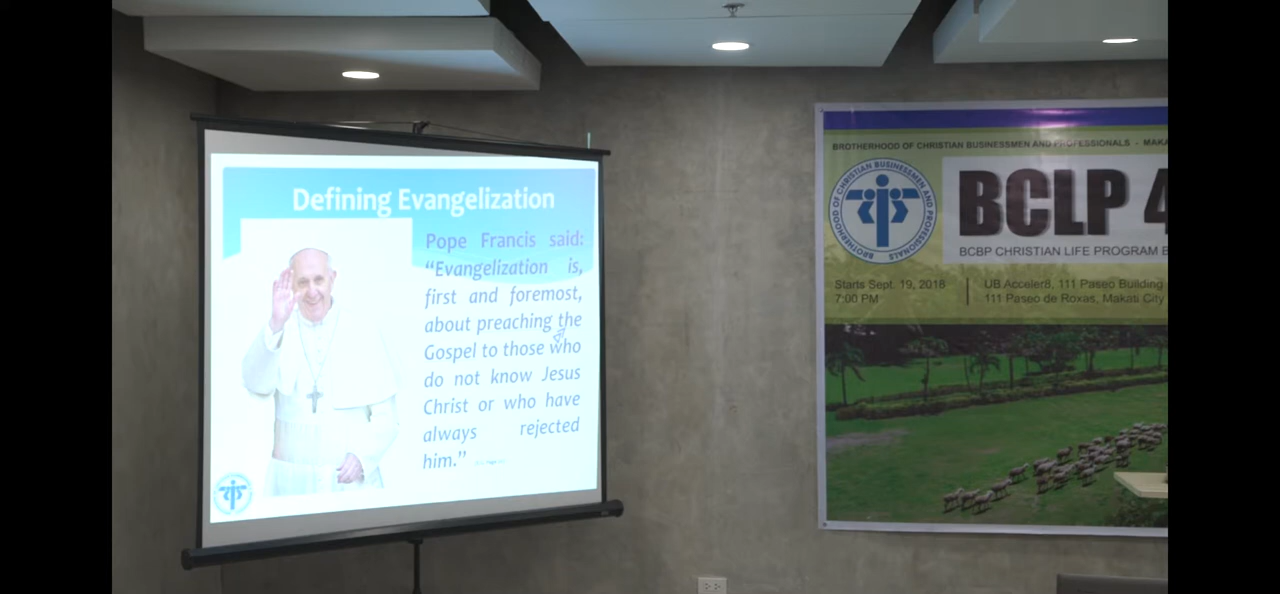 Defining Evangelization
Pope Francis said:
“Evangelization is,
first and foremost,
about preaching the
Gospel to those who
do not know Jesus
Christ or who have
always rejected
him.”
BROTHERHOOD OF CHRISTIAN BUSINESSMEN AND PROFESSIONALS - MAKA
BROTHERHOOD OF CHRISTIAN BUSINESSMEN AND PROFESSIONALS
BCLP 4
BCBP CHRISTIAN LIFE PROGRAM B
Starts Sept. 19, 2018
7:00 PM
UB Acceler8, 111 Paseo Building
111 Paseo de Roxas, Makati City